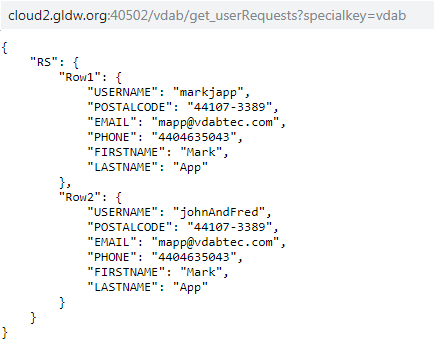 cloud2.gldw.org:40502/vdab/get_userRequests?specialkey=vdab
{
"RS": {
"Row1": {
"USERNAME": "markjapp",
"POSTALCODE": "44107-3389",
"EMAIL": "mapp@vdabtec.com",
"PHONE": "4404635043",
"FIRSTNAME": "Mark",
"LASTNAME": "App"
},
"Row2": {
"USERNAME": "johnAndFred",
"POSTALCODE": "44107-3389",
"EMAIL": "mapp@vdabtec.com",
"PHONE": "4404635043",
"FIRSTNAME": "Mark",
"LASTNAME": "App"
}
}
}